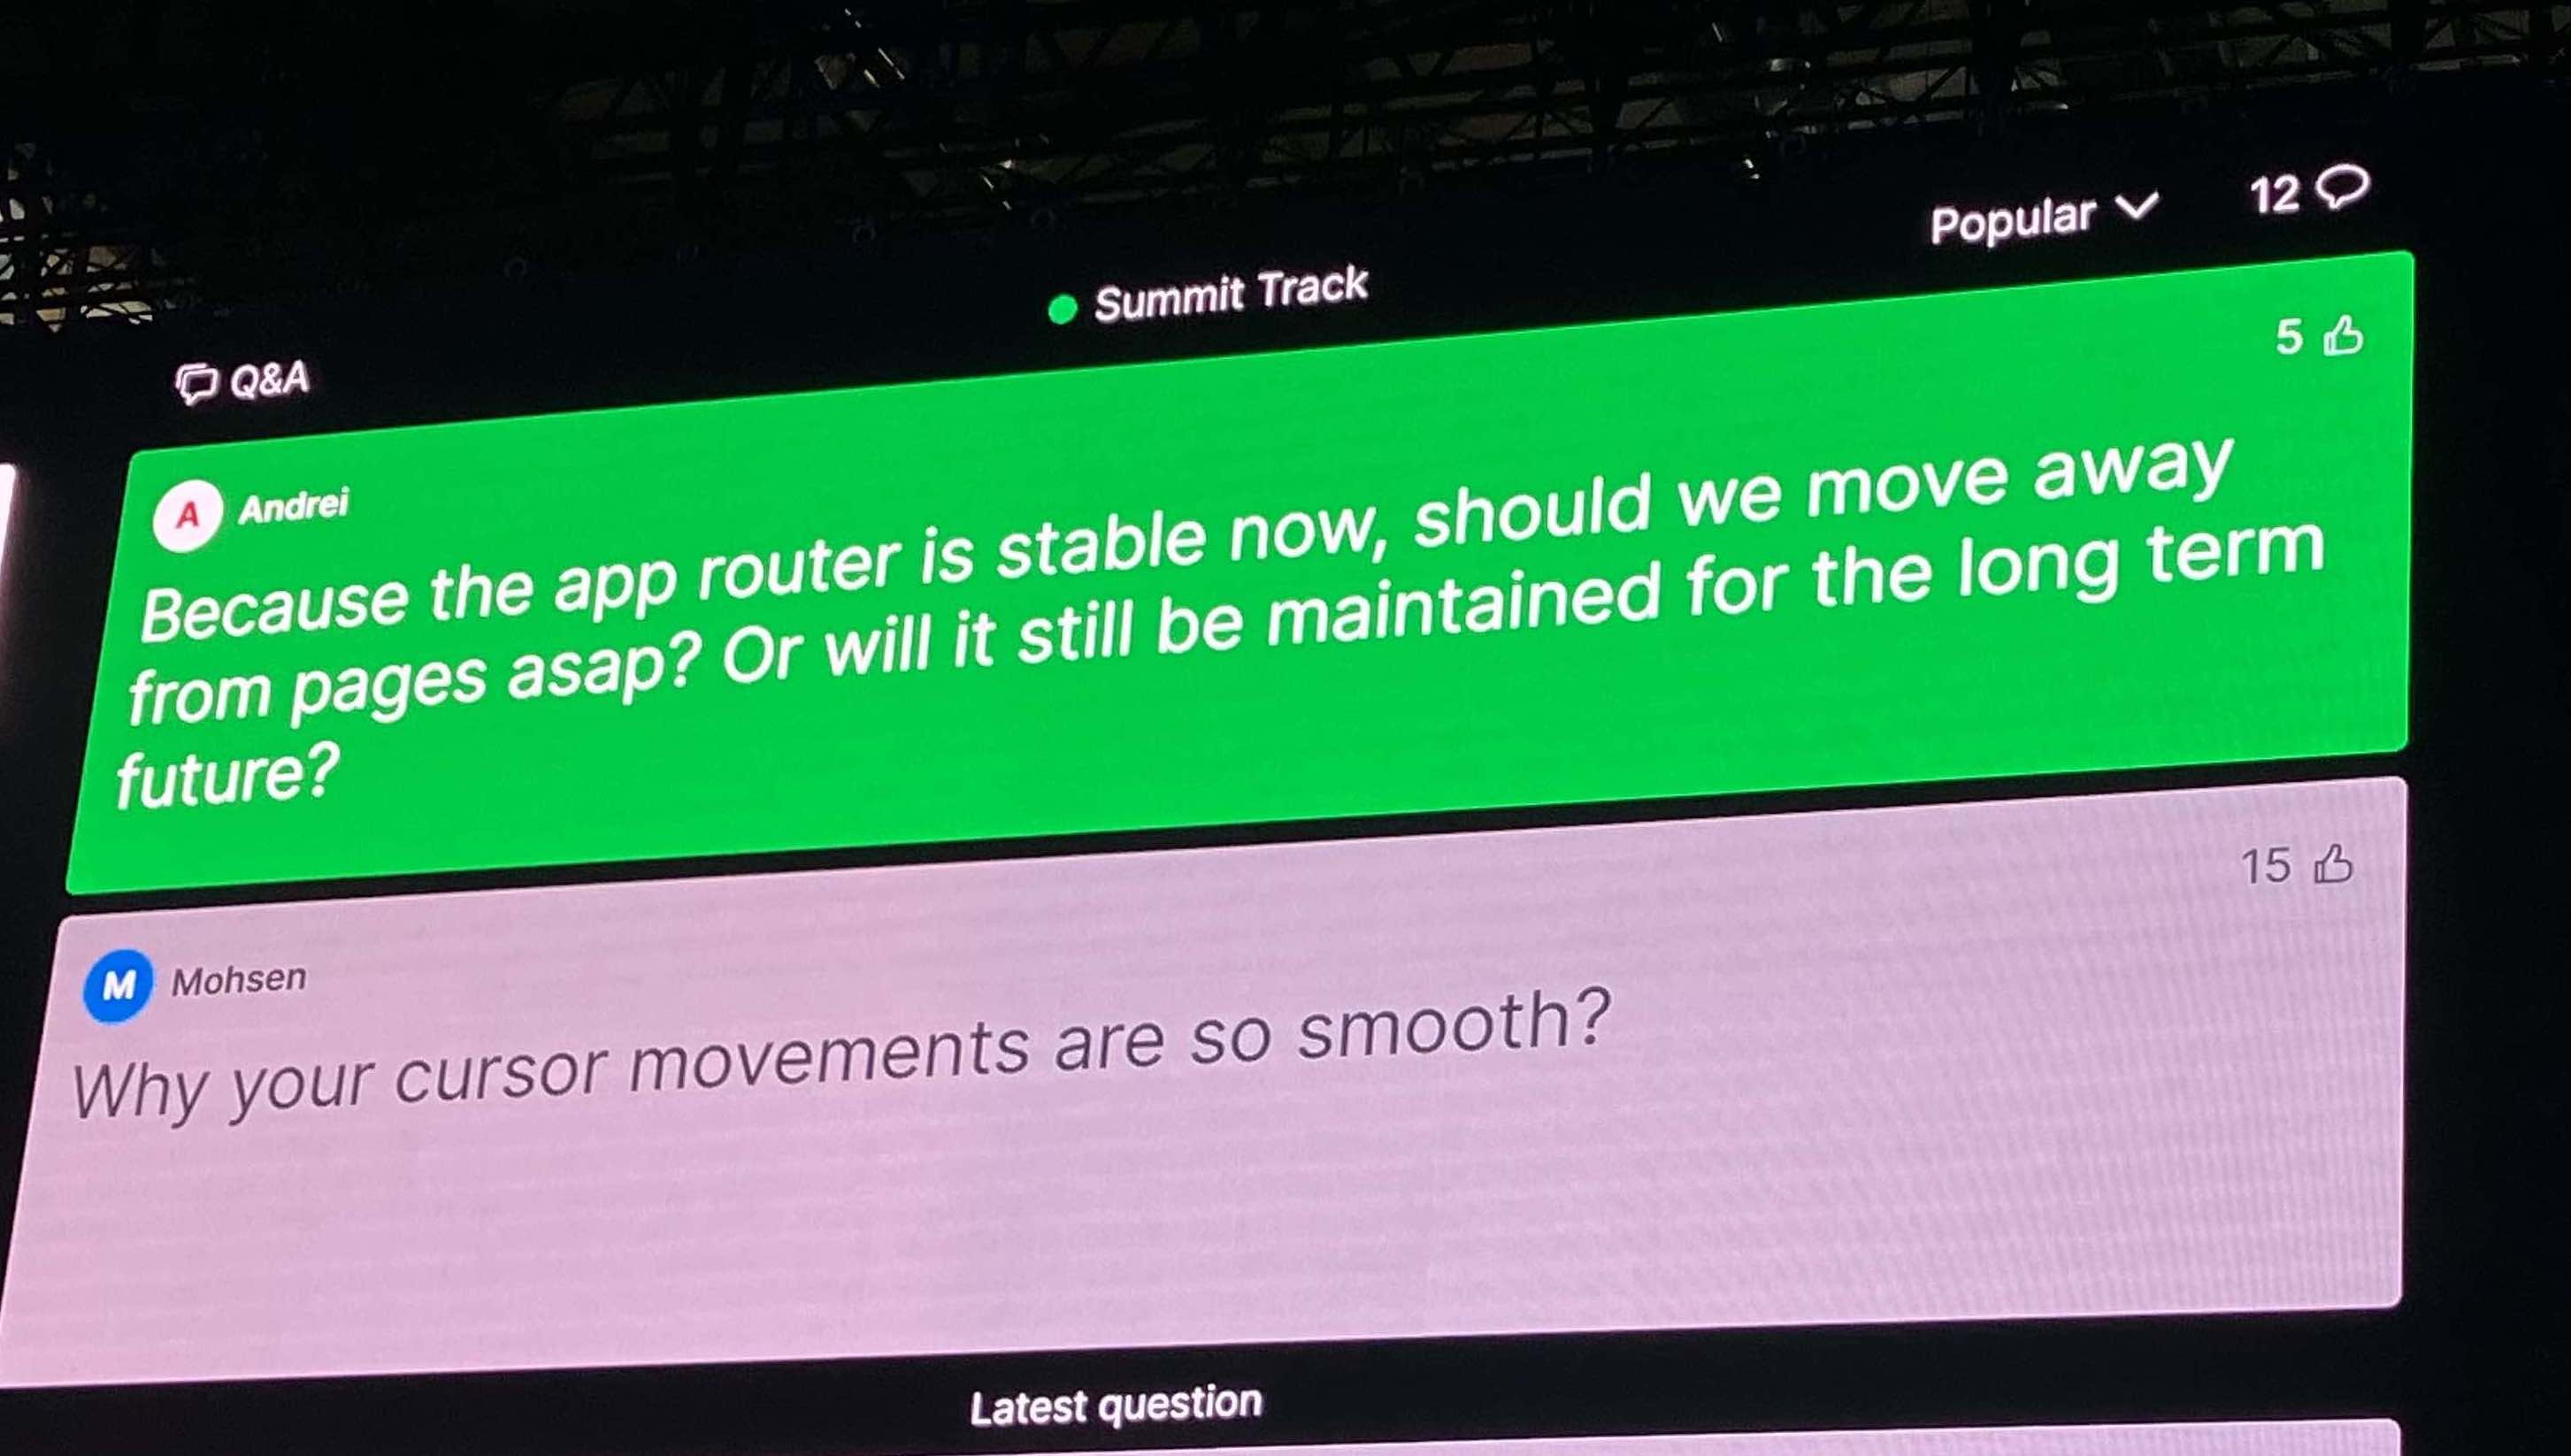 Popular 12
Summit Track
Q&A
5
A Andrei
Because the app router is stable now, should we move away
from pages asap? Or will it still be maintained for the long term
future?
15
M Mohsen
Why your cursor movements are so smooth?
Latest question